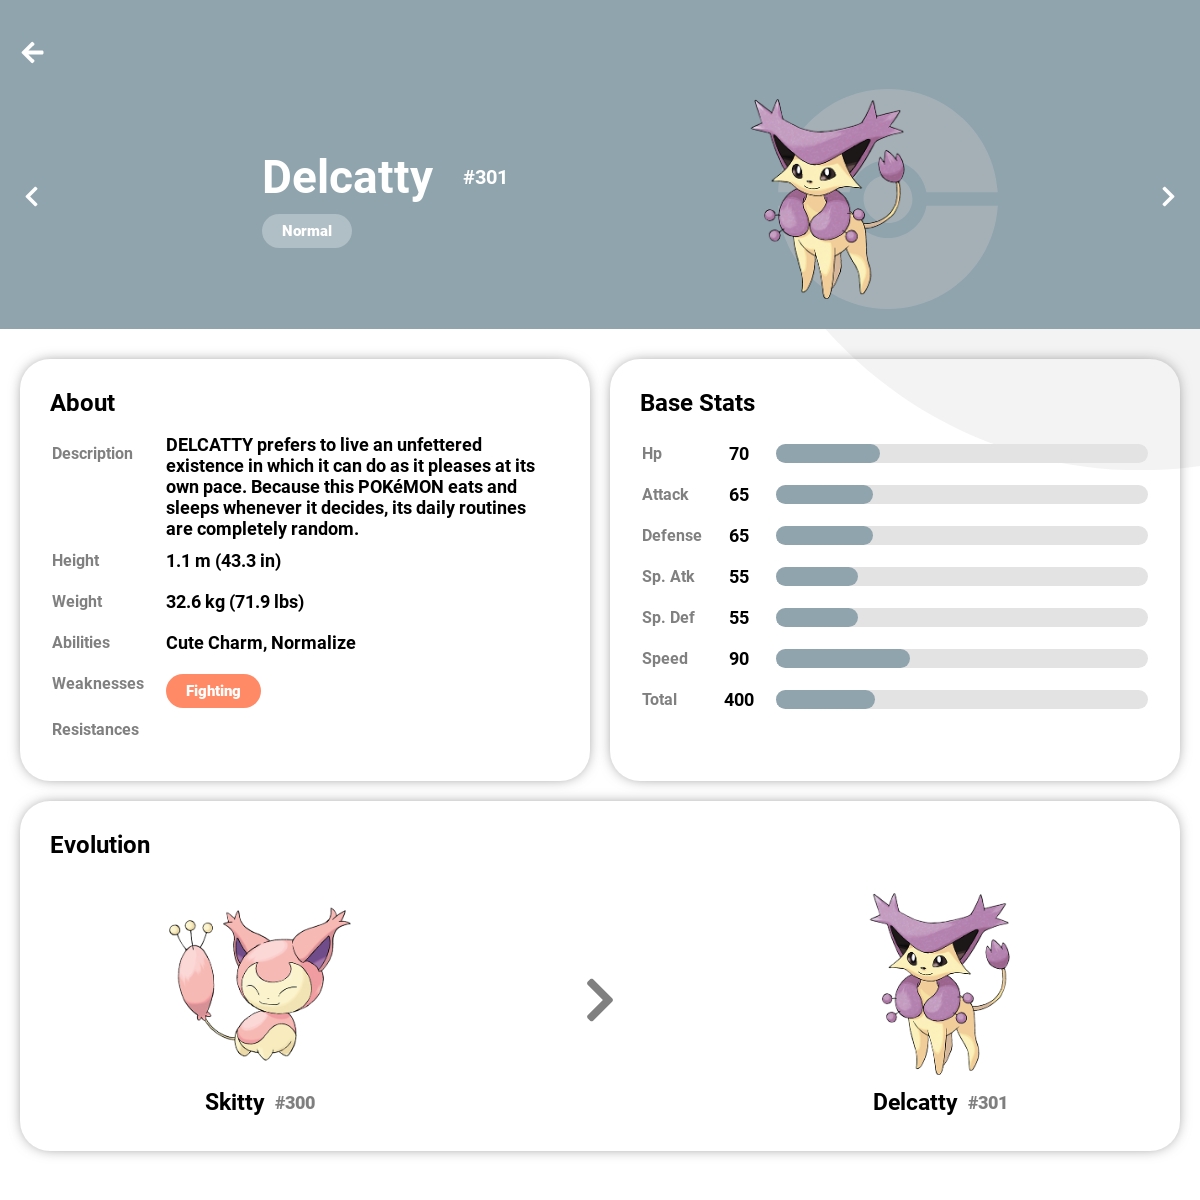 Delcatty #301
Normal
About
Description
DELCATTY prefers to live an unfettered
existence in which it can do as it pleases at its
own pace. Because this POKéMON eats and
sleeps whenever it decides, its daily routines
are completely random.
Height 1.1 m (43.3 in)
Weight 32.6 kg (71.9 lbs)
Abilities Cute Charm, Normalize
Weaknesses Fighting
Resistances
Base Stats
Hp 70
Attack 65
Defense 65
Sp. Atk 55
Sp. Def 55
Speed 90
Total 400
Evolution
Skitty #300
Delcatty #301